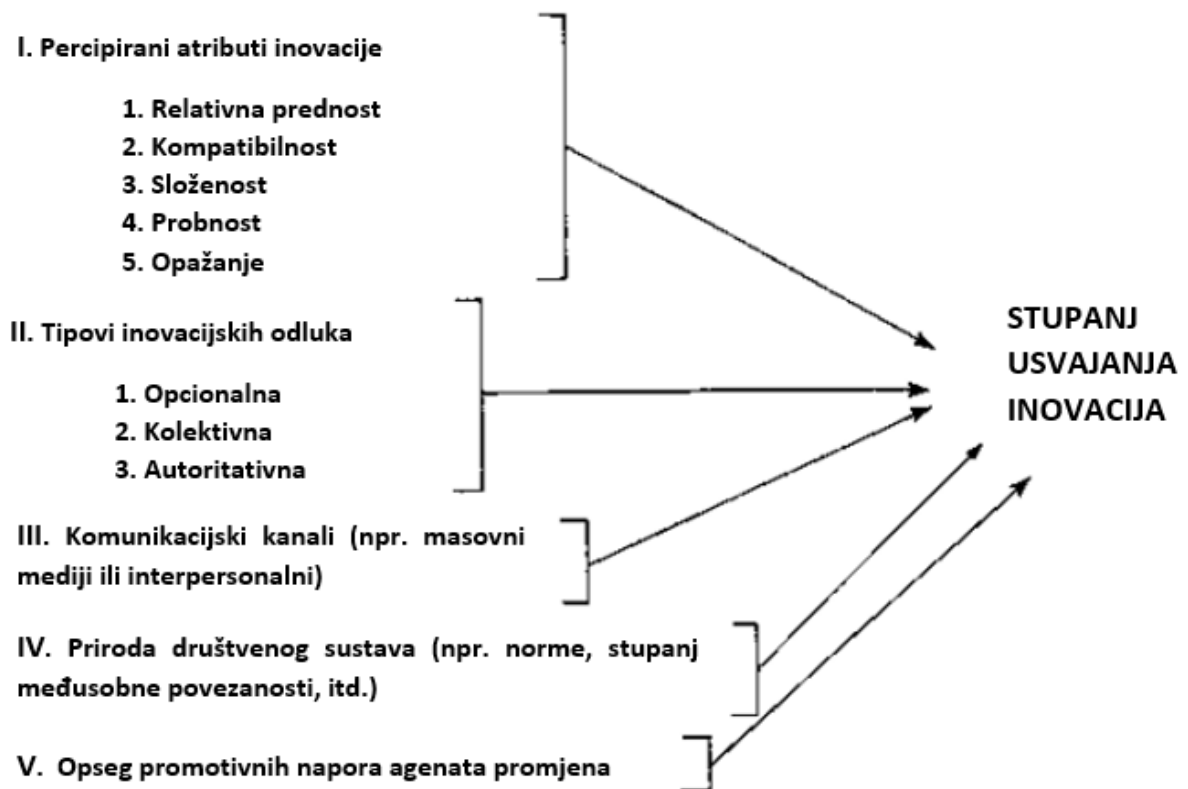 I. Percipirani atributi inovacije
1. Relativna prednost
2. Kompatibilnost
3. Složenost
4. Probnost
5. Opažanje
II. Tipovi inovacijskih odluka
1. Opcionalna
2. Kolektivna
3. Autoritativna
III. Komunikacijski kanali (npr. masovni
mediji ili interpersonalni)
IV. Priroda društvenog sustava (npr. norme, stupanj
međusobne povezanosti, itd.)
V. Opseg promotivnih napora agenata promjena
STUPANJ
USVAJANJA
INOVACIJA